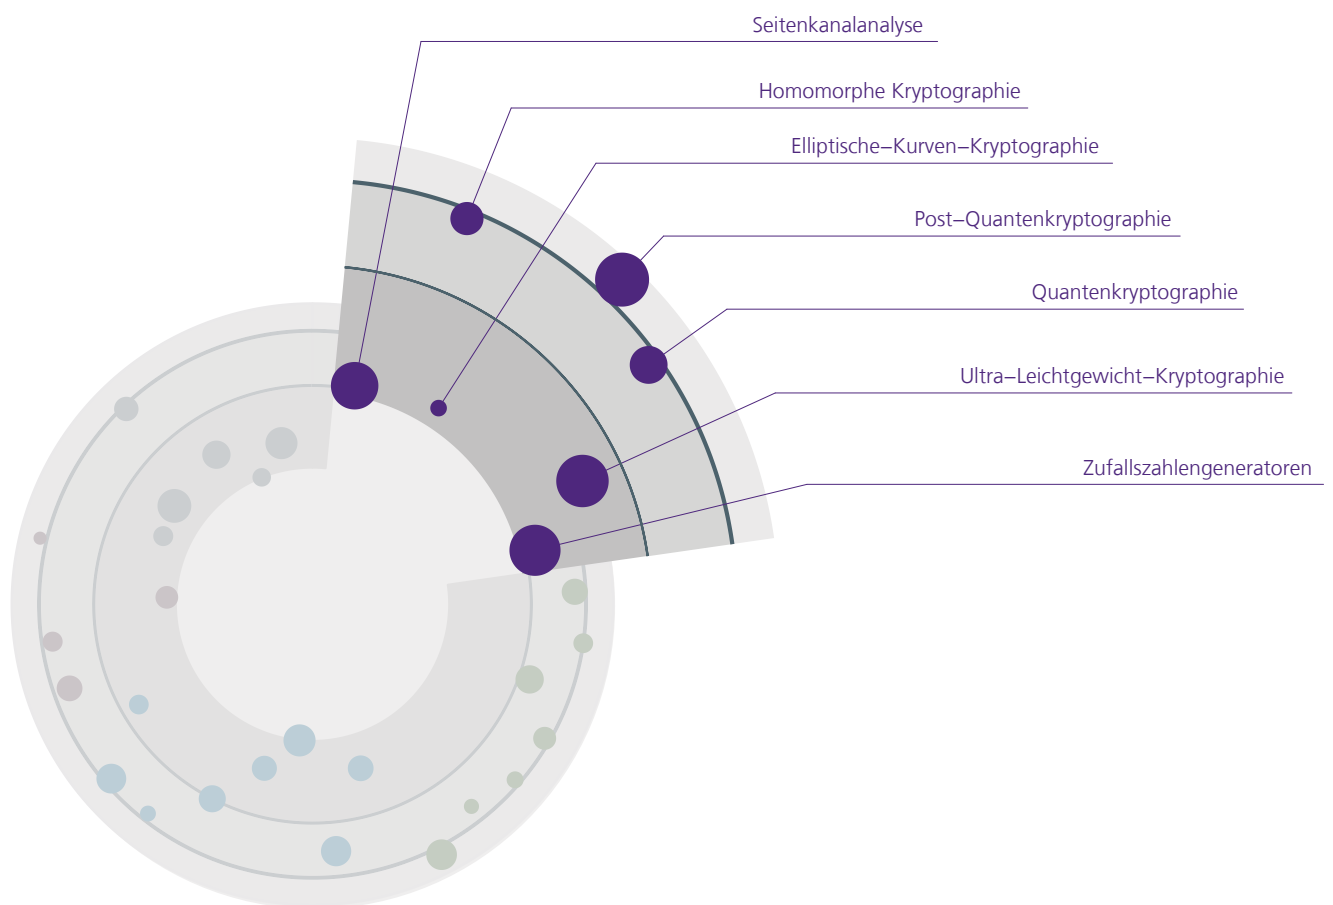 Seitenkanalanalyse
Homomorphe Kryptographie
Elliptische–Kurven–Kryptographie
Post–Quantenkryptographie
Quantenkryptographie
Ultra–Leichtgewicht–Kryptographie
Zufallszahlengeneratoren